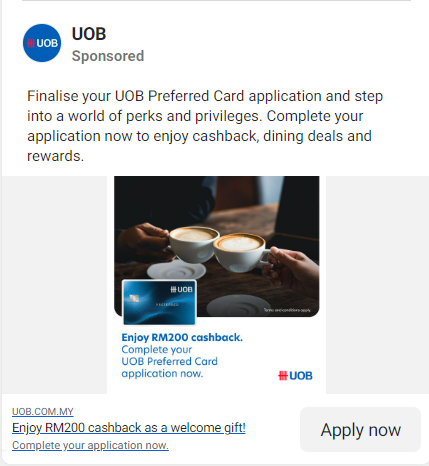 UOB
UOB
Sponsored
Finalise your UOB Preferred Card application and step
into a world of perks and privileges. Complete your
application now to enjoy cashback, dining deals and
rewards.
UOB
PREFERRED
Terms and conditions apply
Enjoy RM200 cashback.
Complete your
UOB Preferred Card
application now.
UOB
UOB.COM.MY
Enjoy RM200 cashback as a welcome gift!
Complete your application now.
Apply now